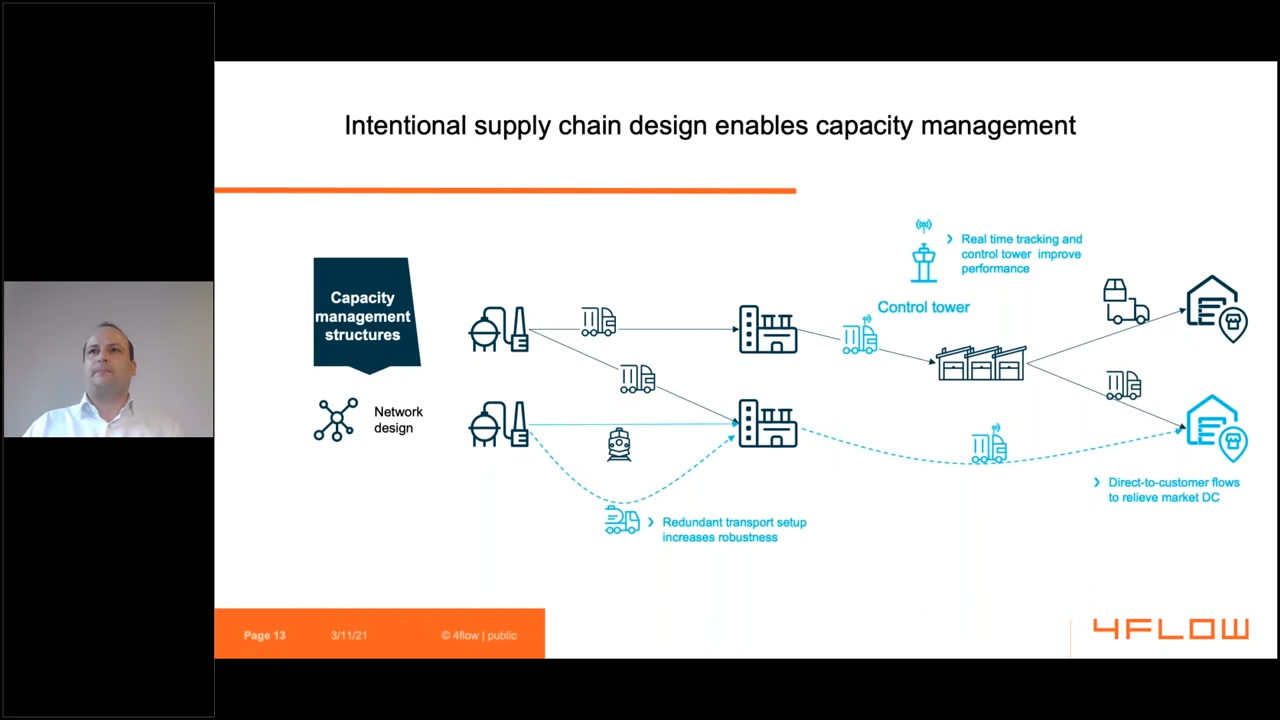 Intentional supply chain design enables capacity management
Real time tracking and
control tower improve
performance
Control tower
Capacity
management
structures
Network
design
Redundant transport setup
increases robustness
Direct-to-customer flows
to relieve market DC
Page 13
3/11/21
© 4flow | public
4FLOW